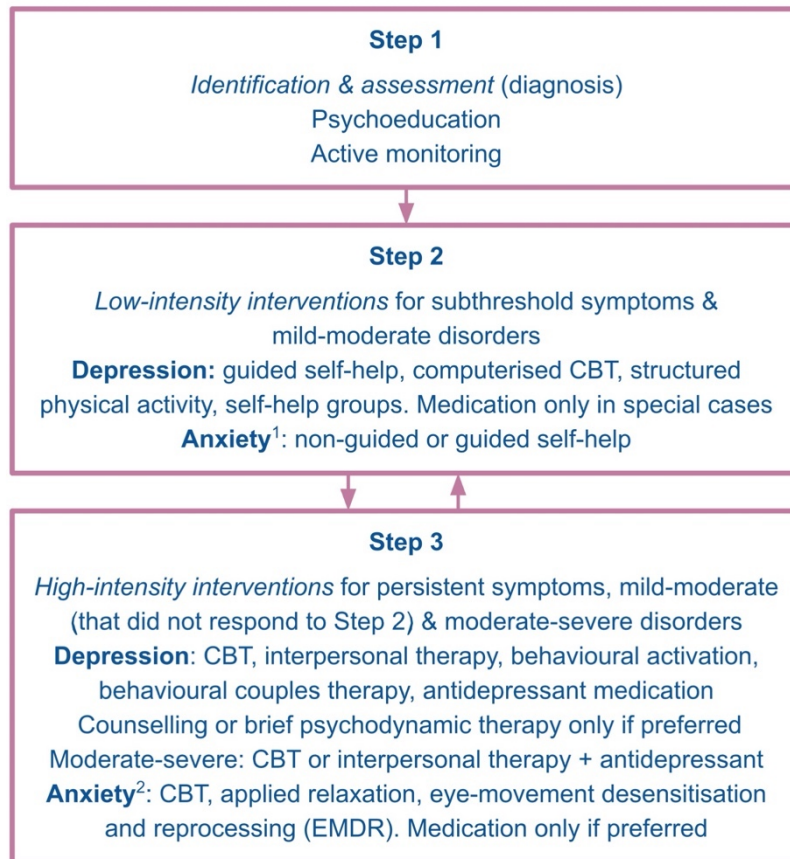 Step 1
Identification & assessment (diagnosis)
Psychoeducation
Active monitoring
Step 2
Low-intensity interventions for subthreshold symptoms &
mild-moderate disorders
Depression: guided self-help, computerised CBT, structured
physical activity, self-help groups. Medication only in special cases
Anxiety¹: non-guided or guided self-help
Step 3
High-intensity interventions for persistent symptoms, mild-moderate
(that did not respond to Step 2) & moderate-severe disorders
Depression: CBT, interpersonal therapy, behavioural activation,
behavioural couples therapy, antidepressant medication
Counselling or brief psychodynamic therapy only if preferred
Moderate-severe: CBT or interpersonal therapy + antidepressant
Anxiety²: CBT, applied relaxation, eye-movement desensitisation
and reprocessing (EMDR). Medication only if preferred